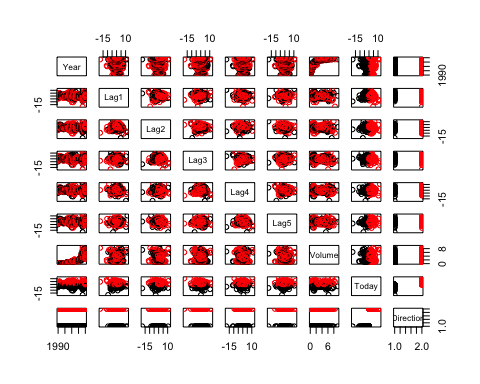 -15 10 -15 10 -15 10 -15 10
Year 1990
-15 Lag1
Lag2 -15
-15 Lag3
Lag4 -15
-15 Lag5
Volume 0 8
-15 Today
Direction 1.0
1990 -15 10 -15 10 0 6 1.0 2.0